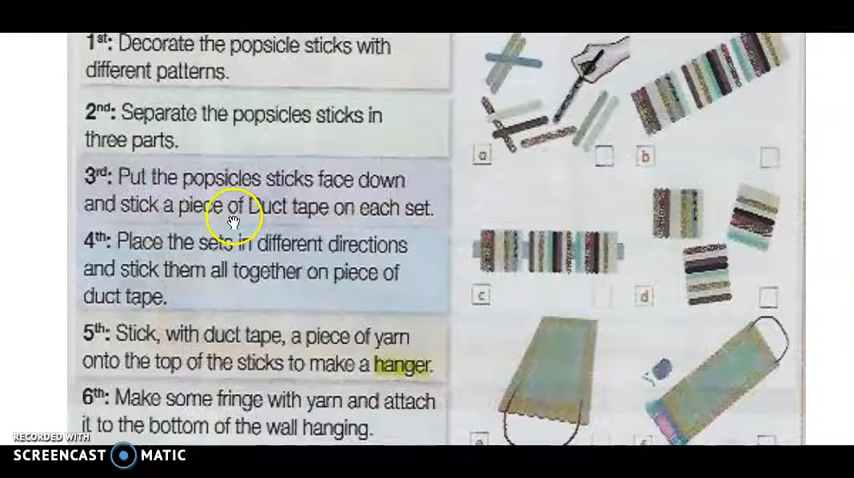 1st: Decorate the popsicle sticks with
different patterns.
2nd: Separate the popsicles sticks in
three parts.
3rd: Put the popsicles sticks face down
and stick a piece of Duct tape on each set.
4th: Place the sets in different directions
and stick them all together on piece of
duct tape.
5th: Stick, with duct tape, a piece of yarn
onto the top of the sticks to make a hanger.
6th: Make some fringe with yarn and attach
it to the bottom of the wall hanging.
a
b
c
d
RECORDED WITH
SCREENCAST MATIC